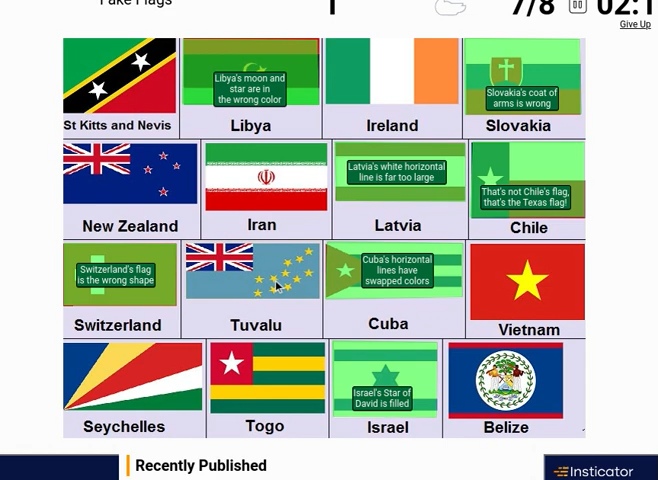 Fake Flags
7/8
02:1
Give Up
Libya's moon and
star are in
the wrong color
Slovakia's coat of
arms is wrong
St Kitts and Nevis
Libya
Ireland
Slovakia
Latvia's white horizontal
line is far too large
That's not Chile's flag,
that's the Texas flag!
New Zealand
Iran
Latvia
Chile
Switzerland's flag
is the wrong shape
Cuba's horizontal
lines have
swapped colors
Switzerland
Tuvalu
Cuba
Vietnam
Israel's Star of
David is filled
Seychelles
Togo
Israel
Belize
Recently Published
Insticator